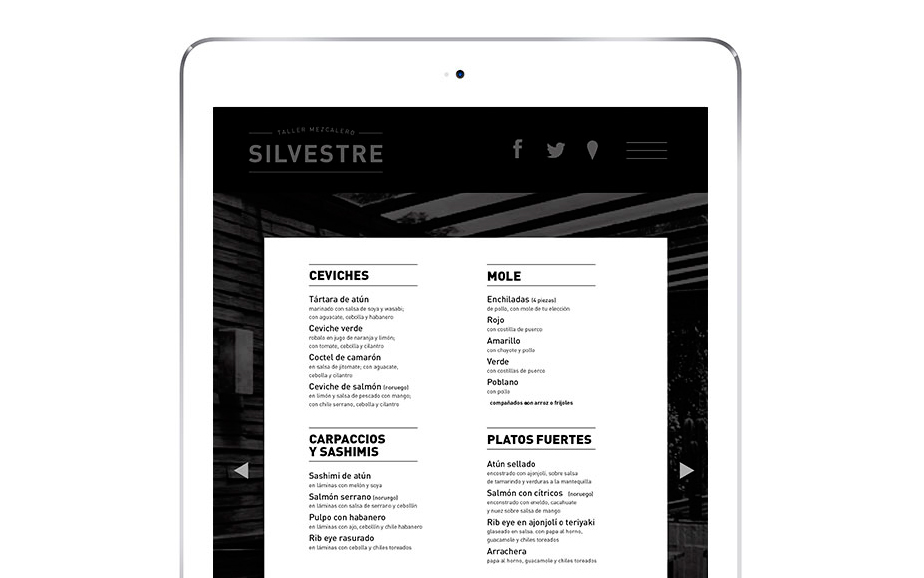 TALLER MEZCALERO
SILVESTRE
CEVICHES
Tártara de atún
marinado con salsa de soya y wasabi;
con aguacate, cebolla y habanero
Ceviche verde
robalo en jugo de naranja y limón;
con tomate, cebolla y cilantro
Coctel de camarón
en salsa de jitomate; con aguacate,
cebolla y cilantro
Ceviche de salmón (noruego)
en limón y salsa de pescado con mango;
con chile serrano, cebolla y cilantro
CARPACCIOS
Y SASHIMIS
Sashimi de atún
en láminas con melón y soya
Salmón serrano (noruego)
en láminas con salsa de serrano y cebollín
Pulpo con habanero
en láminas con ajo, cebollín y chile habanero
Rib eye rasurado
en láminas con cebolla y chiles toreados
MOLE
Enchiladas (4 piezas)
de pollo, con mole de tu elección
Rojo
con costilla de puerco
Amarillo
con chayote y pollo
Verde
con costillas de puerco
Poblano
con pollo
compañados con arroz o frijoles
PLATOS FUERTES
Atún sellado
encostrado con ajonjolí, sobre salsa
de tamarindo y verduras a la mantequilla
Salmón con cítricos (noruego)
enconstrado con eneldo, cacahuate
y nuez sobre salsa de mango
Rib eye en ajonjolí o teriyaki
glaseado en salsa. con papa al horno,
guacamole y chiles toreados
Arrachera
papa al horno, guacamole y chiles toreados